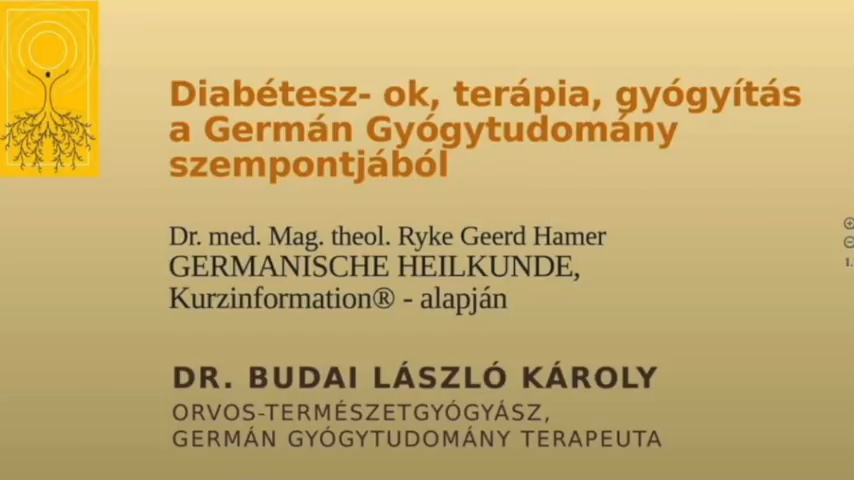 Diabétesz- ok, terápia, gyógyítás
a Germán Gyógytudomány
szempontjából
Dr. med. Mag. theol. Ryke Geerd Hamer
GERMANISCHE HEILKUNDE,
Kurzinformation® - alapján
DR. BUDAI LÁSZLÓ KÁROLY
ORVOS-TERMÉSZETGYÓGYÁSZ,
GERMÁN GYÓGYTUDOMÁNY TERAPEUTA
1.